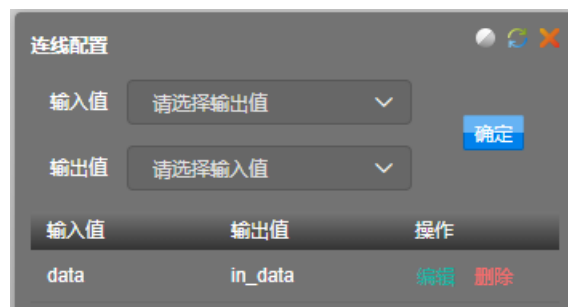 连线配置
输入值 请选择输出值
确定
输出值 请选择输入值
输入值 输出值 操作
data in_data 编辑 删除